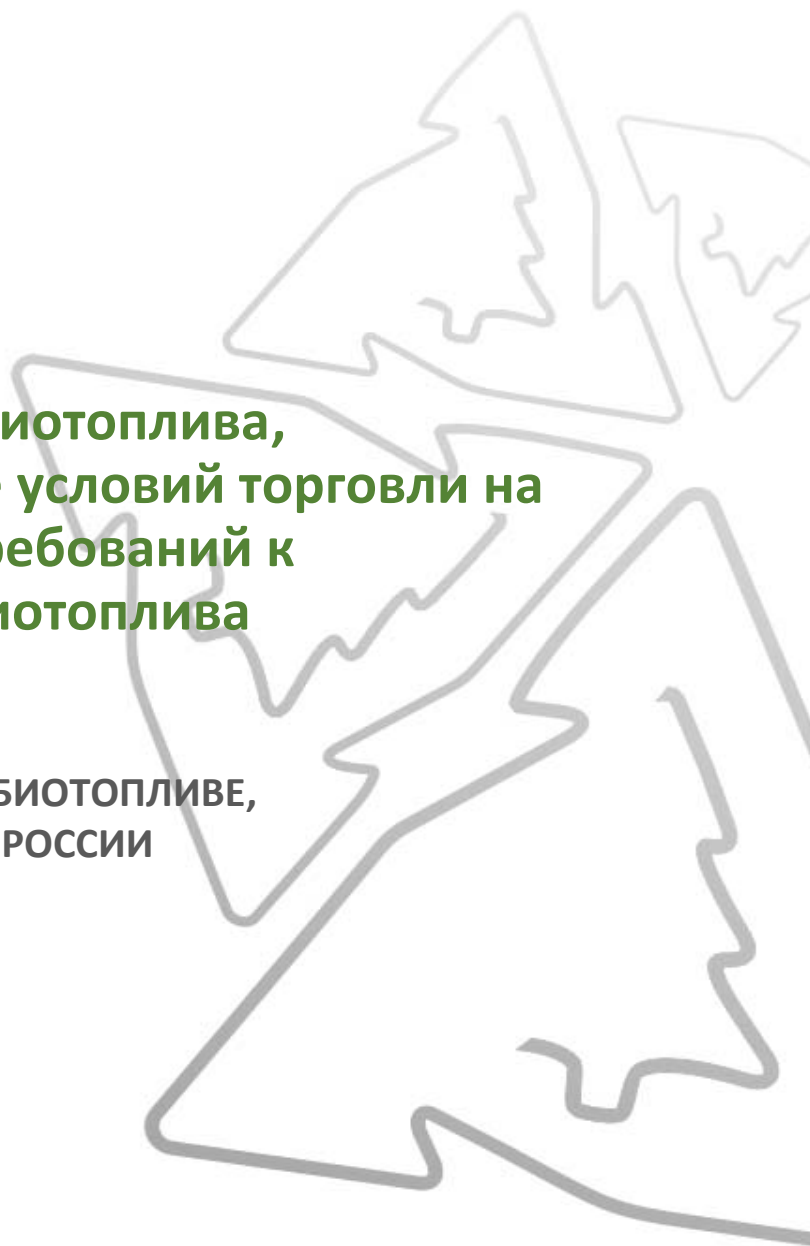 иотоплива,
условий торговли на
ребований к
иотоплива
БИОТОПЛИВЕ,
РОССИИ